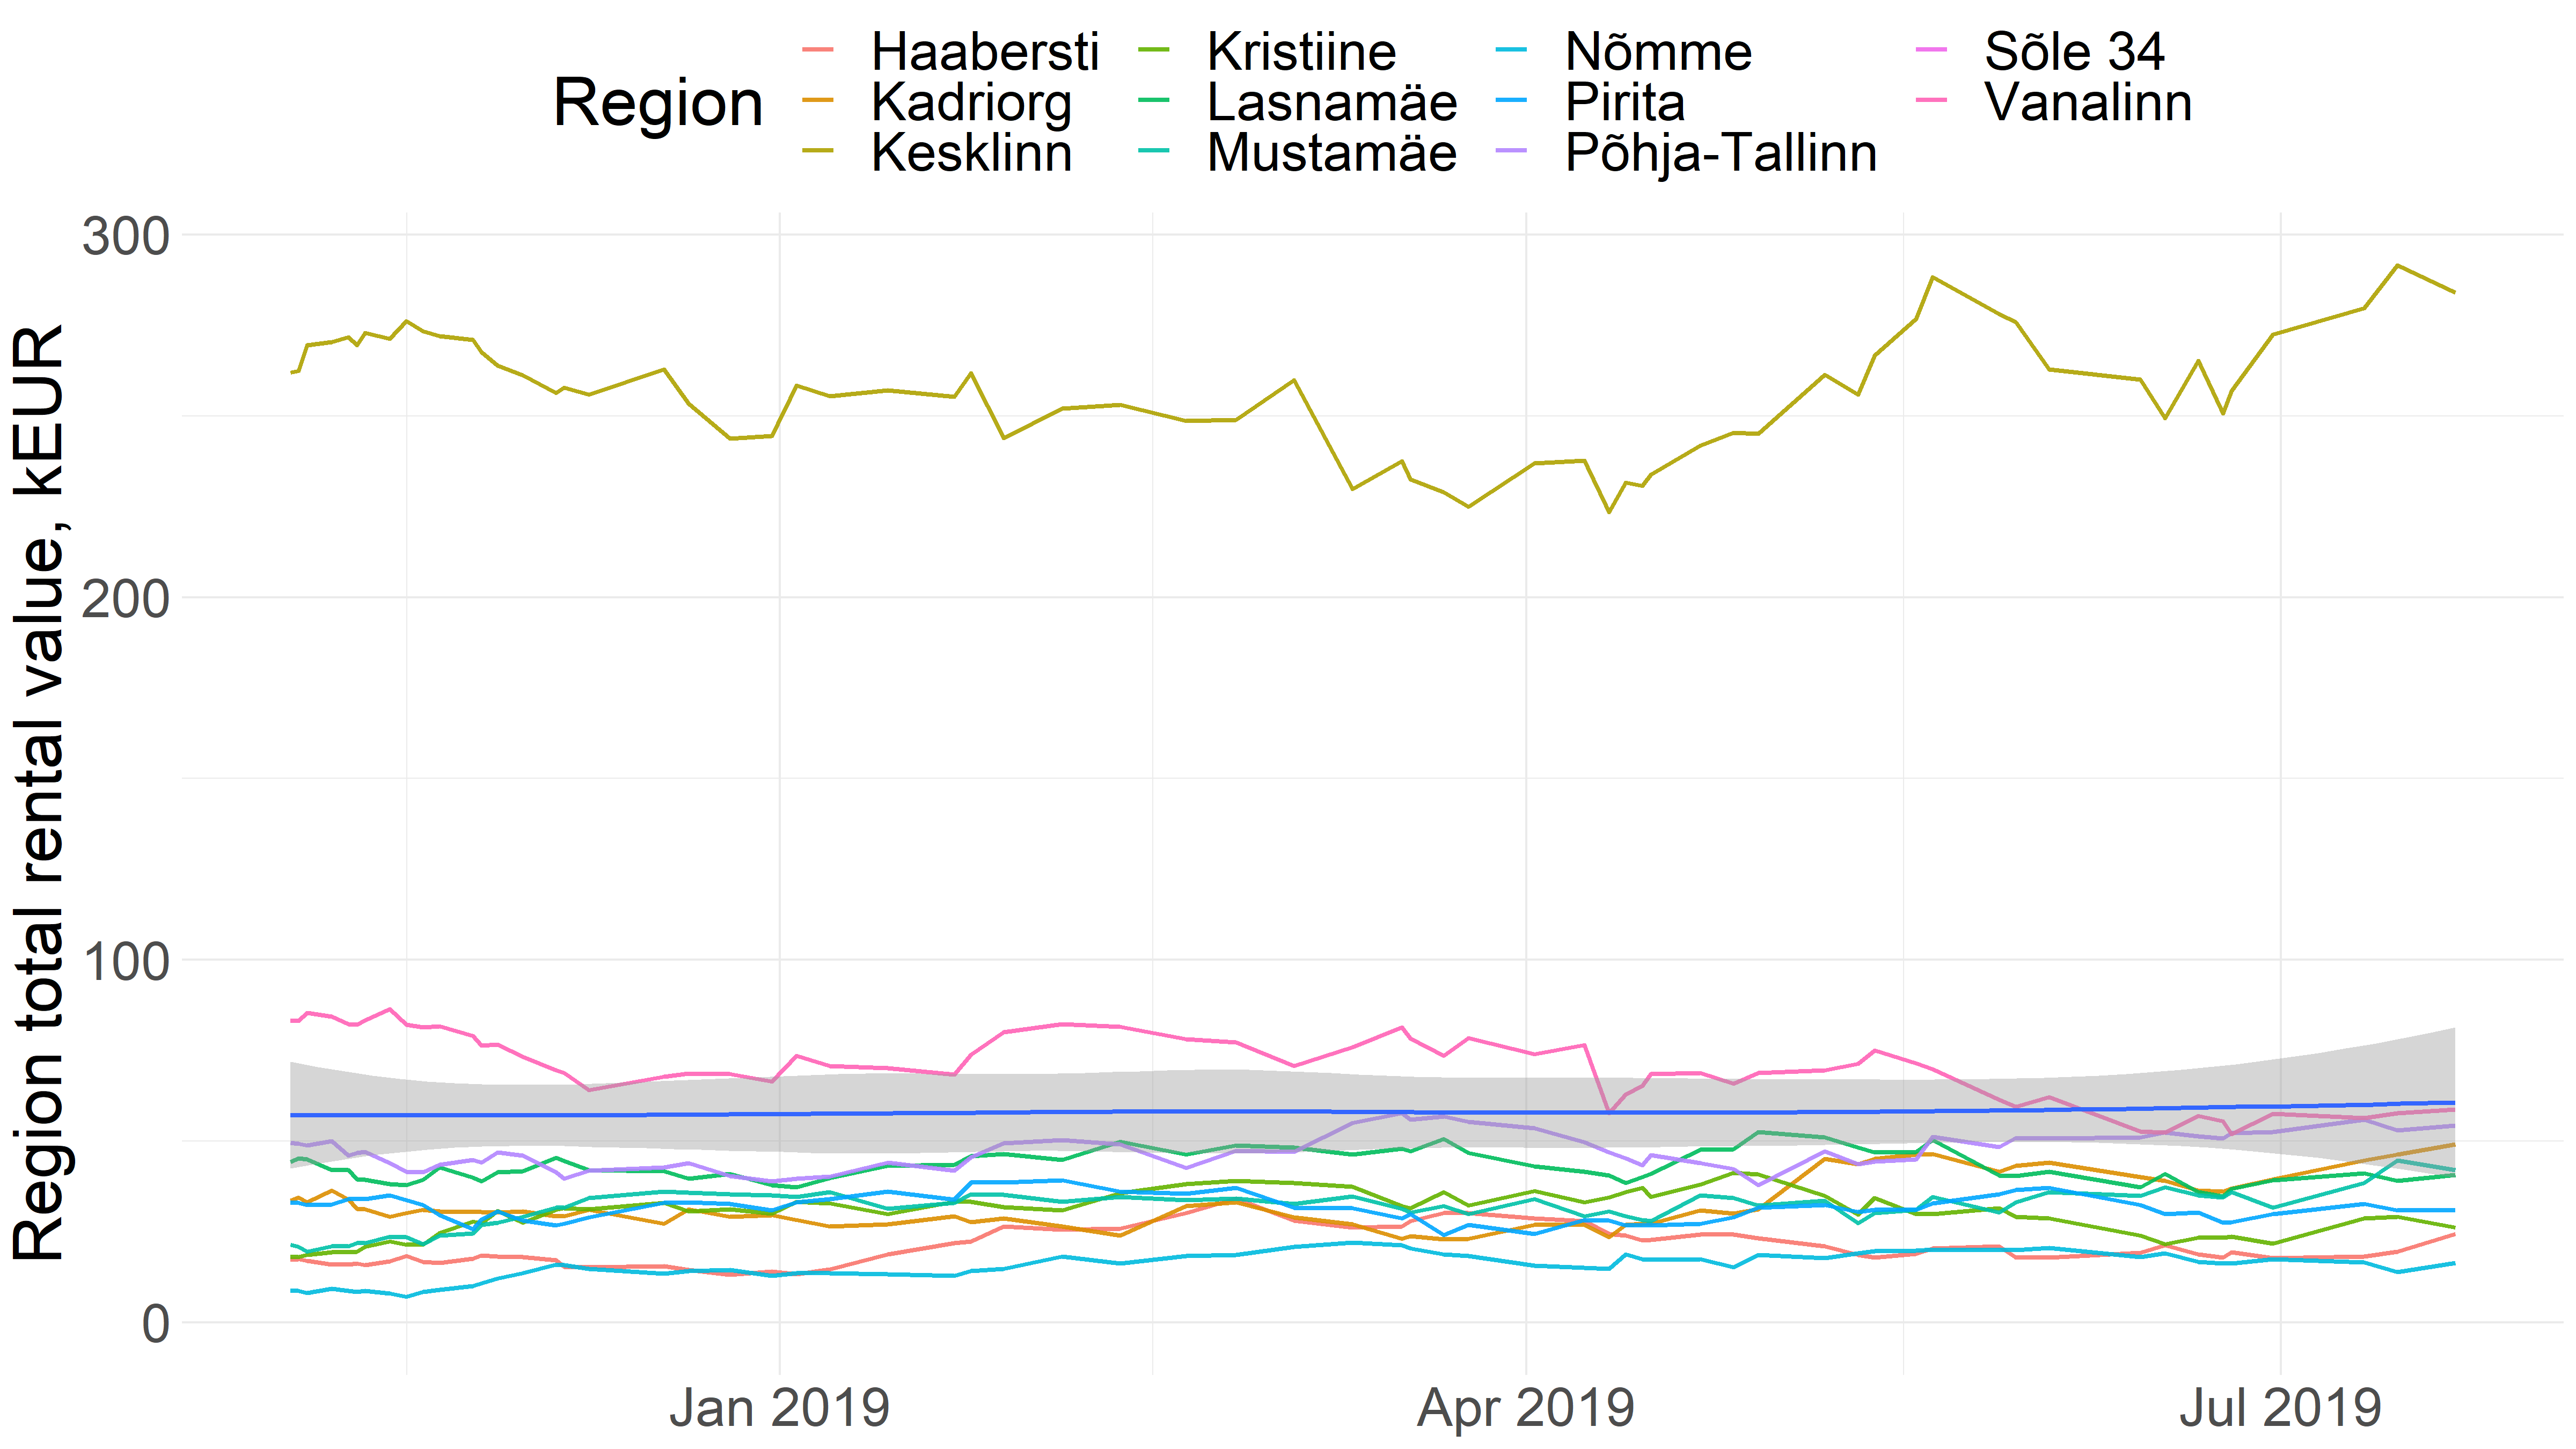 Region
Haabersti
Kadriorg
Kesklinn
Kristiine
Lasnamäe
Mustamäe
Nõmme
Pirita
Põhja-Tallinn
Sõle 34
Vanalinn
Region total rental value, kEUR
300
200
100
0
Jan 2019
Apr 2019
Jul 2019